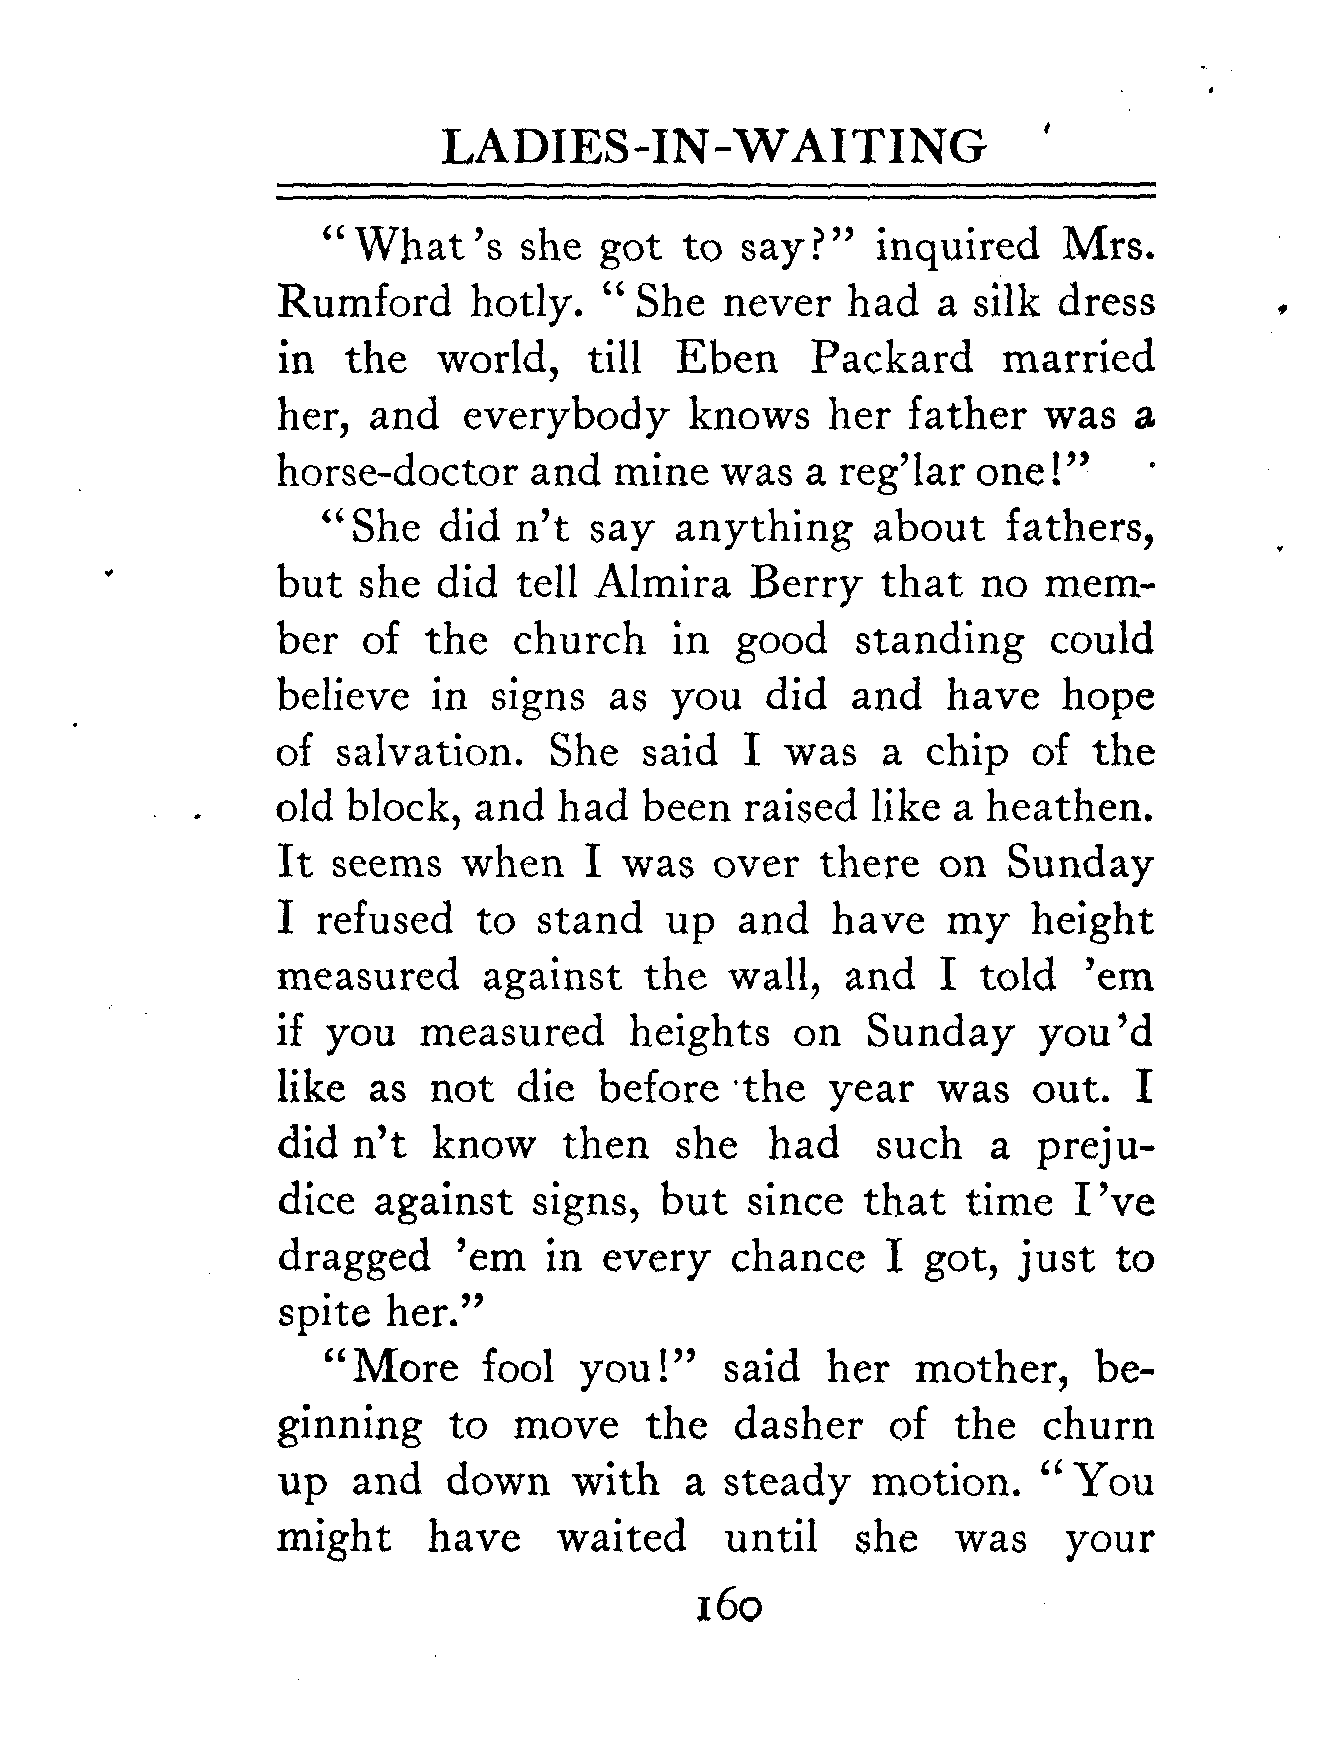 LADIES-IN-WAITING
“What 's she got to say?” inquired Mrs.
Rumford hotly. “She never had a silk dress
in the world, till Eben Packard married
her, and everybody knows her father was a
horse-doctor and mine was a reg'lar one!”
“She did n't say anything about fathers,
but she did tell Almira Berry that no mem-
ber of the church in good standing could
believe in signs as you did and have hope
of salvation. She said I was a chip of the
old block, and had been raised like a heathen.
It seems when I was over there on Sunday
I refused to stand up and have my height
measured against the wall, and I told 'em
if you measured heights on Sunday you 'd
like as not die before the year was out. I
did n't know then she had such a preju-
dice against signs, but since that time I 've
dragged 'em in every chance I got, just to
spite her.”
“More fool you!” said her mother, be-
ginning to move the dasher of the churn
up and down with a steady motion. “You
might have waited until she was your
160